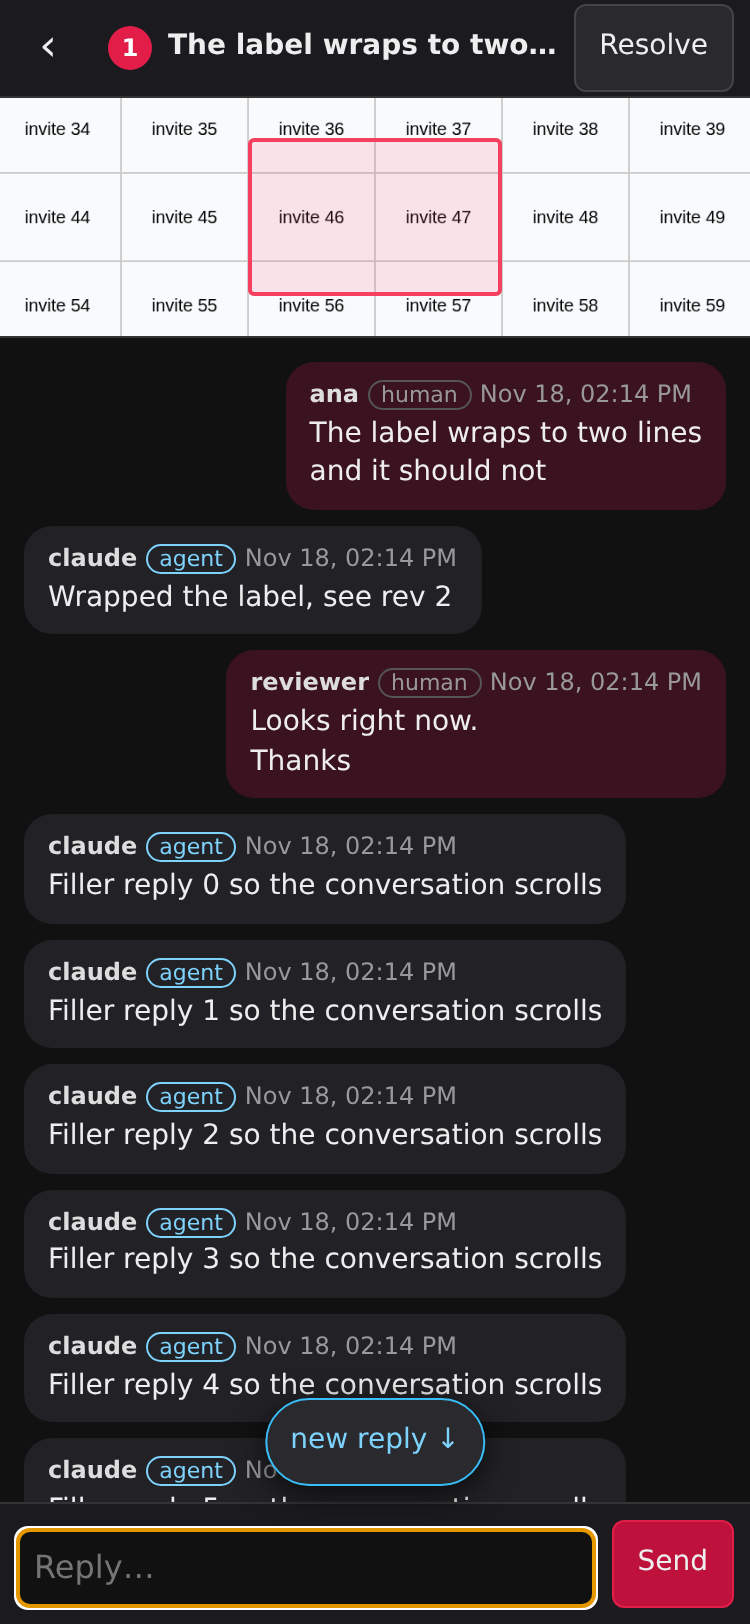 ‹ 1 The label wraps to two… Resolve
invite 34 invite 35 invite 36 invite 37 invite 38 invite 39
invite 44 invite 45 invite 46 invite 47 invite 48 invite 49
invite 54 invite 55 invite 56 invite 57 invite 58 invite 59
ana human Nov 18, 02:14 PM
The label wraps to two lines
and it should not
claude agent Nov 18, 02:14 PM
Wrapped the label, see rev 2
reviewer human Nov 18, 02:14 PM
Looks right now.
Thanks
claude agent Nov 18, 02:14 PM
Filler reply 0 so the conversation scrolls
claude agent Nov 18, 02:14 PM
Filler reply 1 so the conversation scrolls
claude agent Nov 18, 02:14 PM
Filler reply 2 so the conversation scrolls
claude agent Nov 18, 02:14 PM
Filler reply 3 so the conversation scrolls
claude agent Nov 18, 02:14 PM
Filler reply 4 so the conversation scrolls
new reply ↓
claude agent No
Reply…
Send